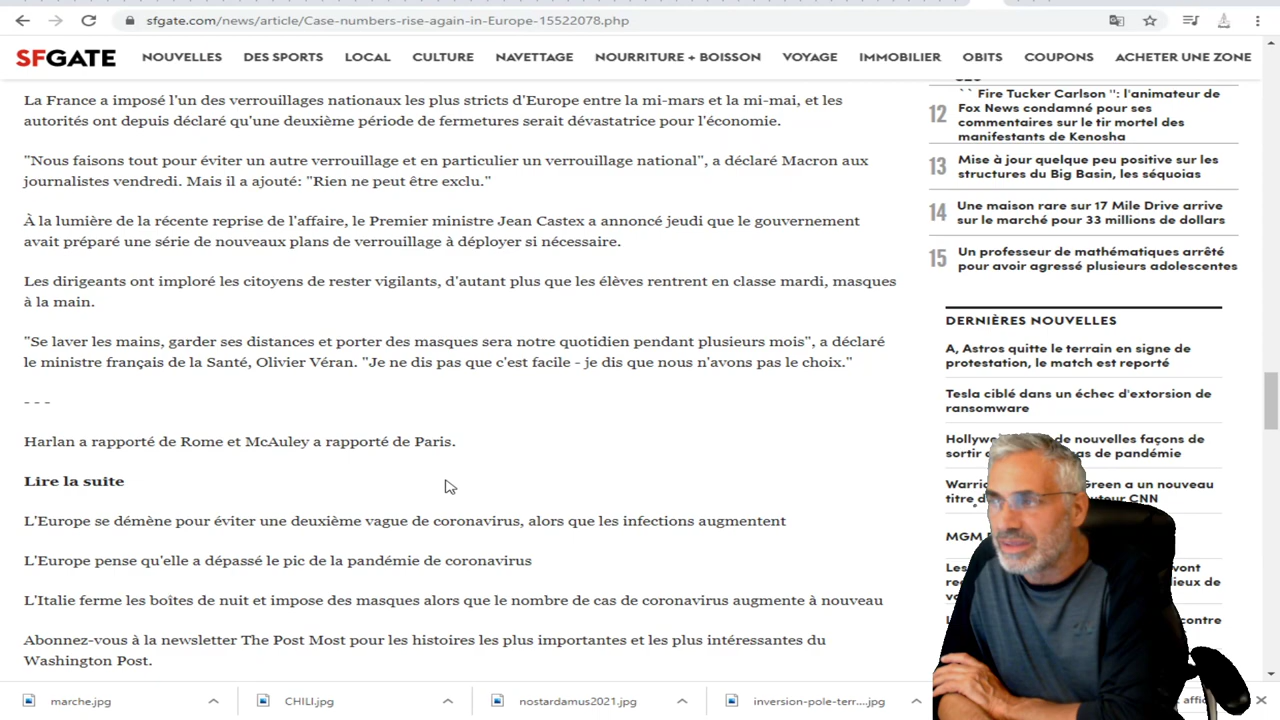 sfgate.com/news/article/Case-numbers-rise-again-in-Europe-15522078.php
SFGATE NOUVELLES DES SPORTS LOCAL CULTURE NAVETTAGE NOURRITURE + BOISSON VOYAGE IMMOBILIER OBITS COUPONS ACHETER UNE ZONE
La France a imposé l'un des verrouillages nationaux les plus stricts d'Europe entre la mi-mars et la mi-mai, et les
autorités ont depuis déclaré qu'une deuxième période de fermetures serait dévastatrice pour l'économie.
"Nous faisons tout pour éviter un autre verrouillage et en particulier un verrouillage national", a déclaré Macron aux
journalistes vendredi. Mais il a ajouté: "Rien ne peut être exclu."
À la lumière de la récente reprise de l'affaire, le Premier ministre Jean Castex a annoncé jeudi que le gouvernement
avait préparé une série de nouveaux plans de verrouillage à déployer si nécessaire.
Les dirigeants ont imploré les citoyens de rester vigilants, d'autant plus que les élèves rentrent en classe mardi, masques
à la main.
"Se laver les mains, garder ses distances et porter des masques sera notre quotidien pendant plusieurs mois", a déclaré
le ministre français de la Santé, Olivier Véran. "Je ne dis pas que c'est facile - je dis que nous n'avons pas le choix."
- - -
Harlan a rapporté de Rome et McAuley a rapporté de Paris.
Lire la suite
L'Europe se démène pour éviter une deuxième vague de coronavirus, alors que les infections augmentent
L'Europe pense qu'elle a dépassé le pic de la pandémie de coronavirus
L'Italie ferme les boîtes de nuit et impose des masques alors que le nombre de cas de coronavirus augmente à nouveau
Abonnez-vous à la newsletter The Post Most pour les histoires les plus importantes et les plus intéressantes du
Washington Post.
12 `` Fire Tucker Carlson '': l'animateur de
Fox News condamné pour ses
commentaires sur le tir mortel des
manifestants de Kenosha
13 Mise à jour quelque peu positive sur les
structures du Big Basin, les séquoias
14 Une maison rare sur 17 Mile Drive arrive
sur le marché pour 33 millions de dollars
15 Un professeur de mathématiques arrêté
pour avoir agressé plusieurs adolescentes
DERNIÈRES NOUVELLES
A, Astros quitte le terrain en signe de
protestation, le match est reporté
Tesla ciblé dans un échec d'extorsion de
ransomware
de nouvelles façons de
sortir de pandémie
Green a un nouveau
titre CNN
MGM
Les vont
de
contre
marche.jpg CHILI.jpg nostardamus2021.jpg inversion-pole-terr....jpg